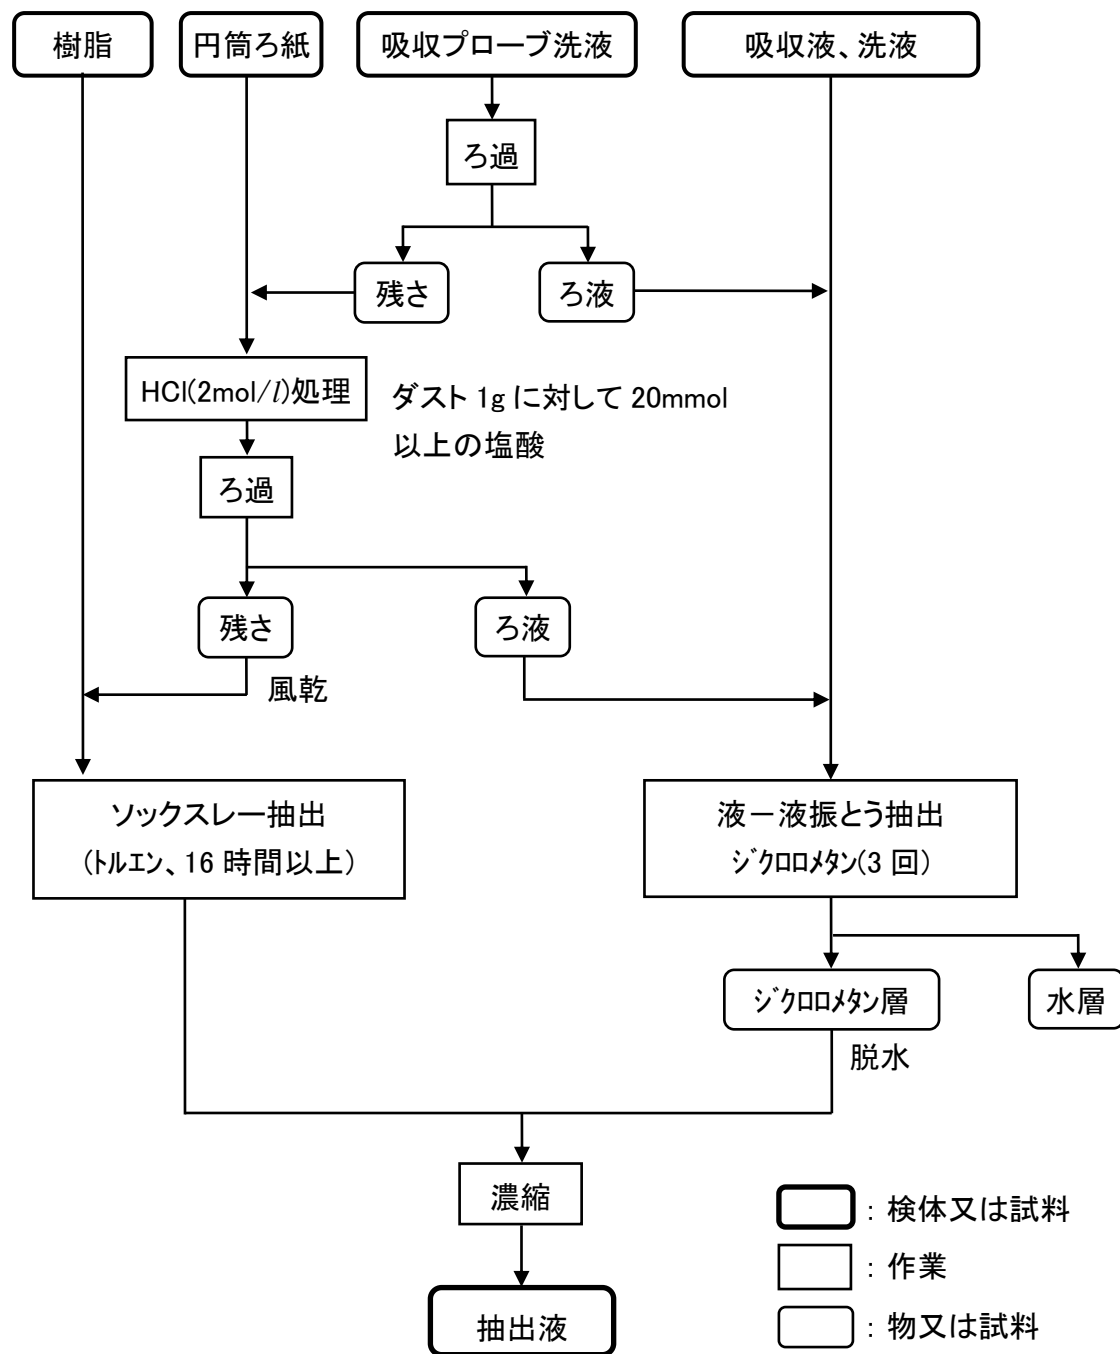 樹脂
円筒ろ紙
吸収プローブ洗液
吸収液、洗液
ろ過
残さ
ろ液
HCl(2mol/l)処理
ダスト 1g に対して 20mmol
以上の塩酸
ろ過
残さ
ろ液
風乾
ソックスレー抽出
(ﾄﾙｴﾝ、16 時間以上)
液－液振とう抽出
ｼﾞｸﾛﾛﾒﾀﾝ(3 回)
ｼﾞｸﾛﾛﾒﾀﾝ層
水層
脱水
濃縮
抽出液
：検体又は試料
：作業
：物又は試料